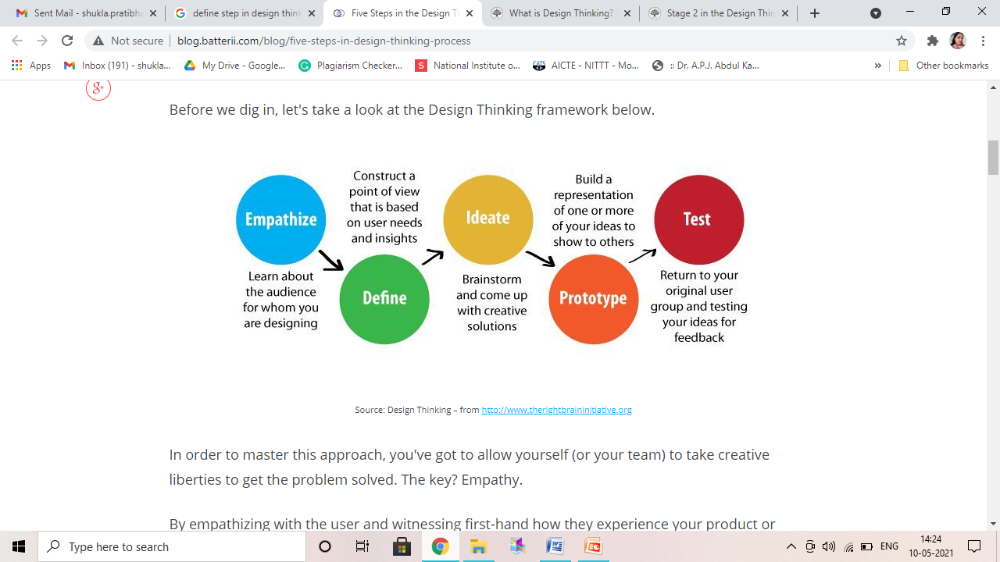 Sent Mail - shukla.pratibha
define step in design think
Five Steps in the Design T
What is Design Thinking?
Stage 2 in the Design Thin
Not secure
blog.batterii.com/blog/five-steps-in-design-thinking-process
Apps
Inbox (191) - shukla...
My Drive - Google...
Plagiarism Checker...
S
National Institute o...
CATS
AICTE - NITTT - Mo...
:: Dr. A.P.J. Abdul Ka...
»
Other bookmarks
g+
Before we dig in, let's take a look at the Design Thinking framework below.
Empathize
Learn about
the audience
for whom you
are designing
Construct a
point of view
that is based
on user needs
and insights
Define
Ideate
Brainstorm
and come up
with creative
solutions
Build a
representation
of one or more
of your ideas to
show to others
Prototype
Test
Return to your
original user
group and testing
your ideas for
feedback
Source: Design Thinking – from http://www.therightbraininitiative.org
In order to master this approach, you've got to allow yourself (or your team) to take creative
liberties to get the problem solved. The key? Empathy.
By empathizing with the user and witnessing first-hand how they experience your product or
Type here to search
ENG
14:24
10-05-2021